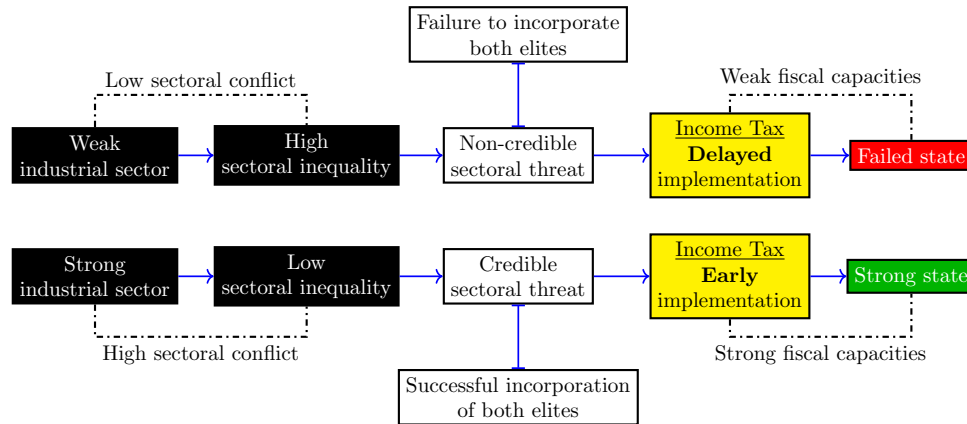 Failure to incorporate
both elites
Low sectoral conflict
Weak fiscal capacities
Weak
industrial sector
High
sectoral inequality
Non-credible
sectoral threat
Income Tax
Delayed
implementation
Failed state
Strong
industrial sector
Low
sectoral inequality
Credible
sectoral threat
Income Tax
Early
implementation
Strong state
High sectoral conflict
Strong fiscal capacities
Successful incorporation
of both elites